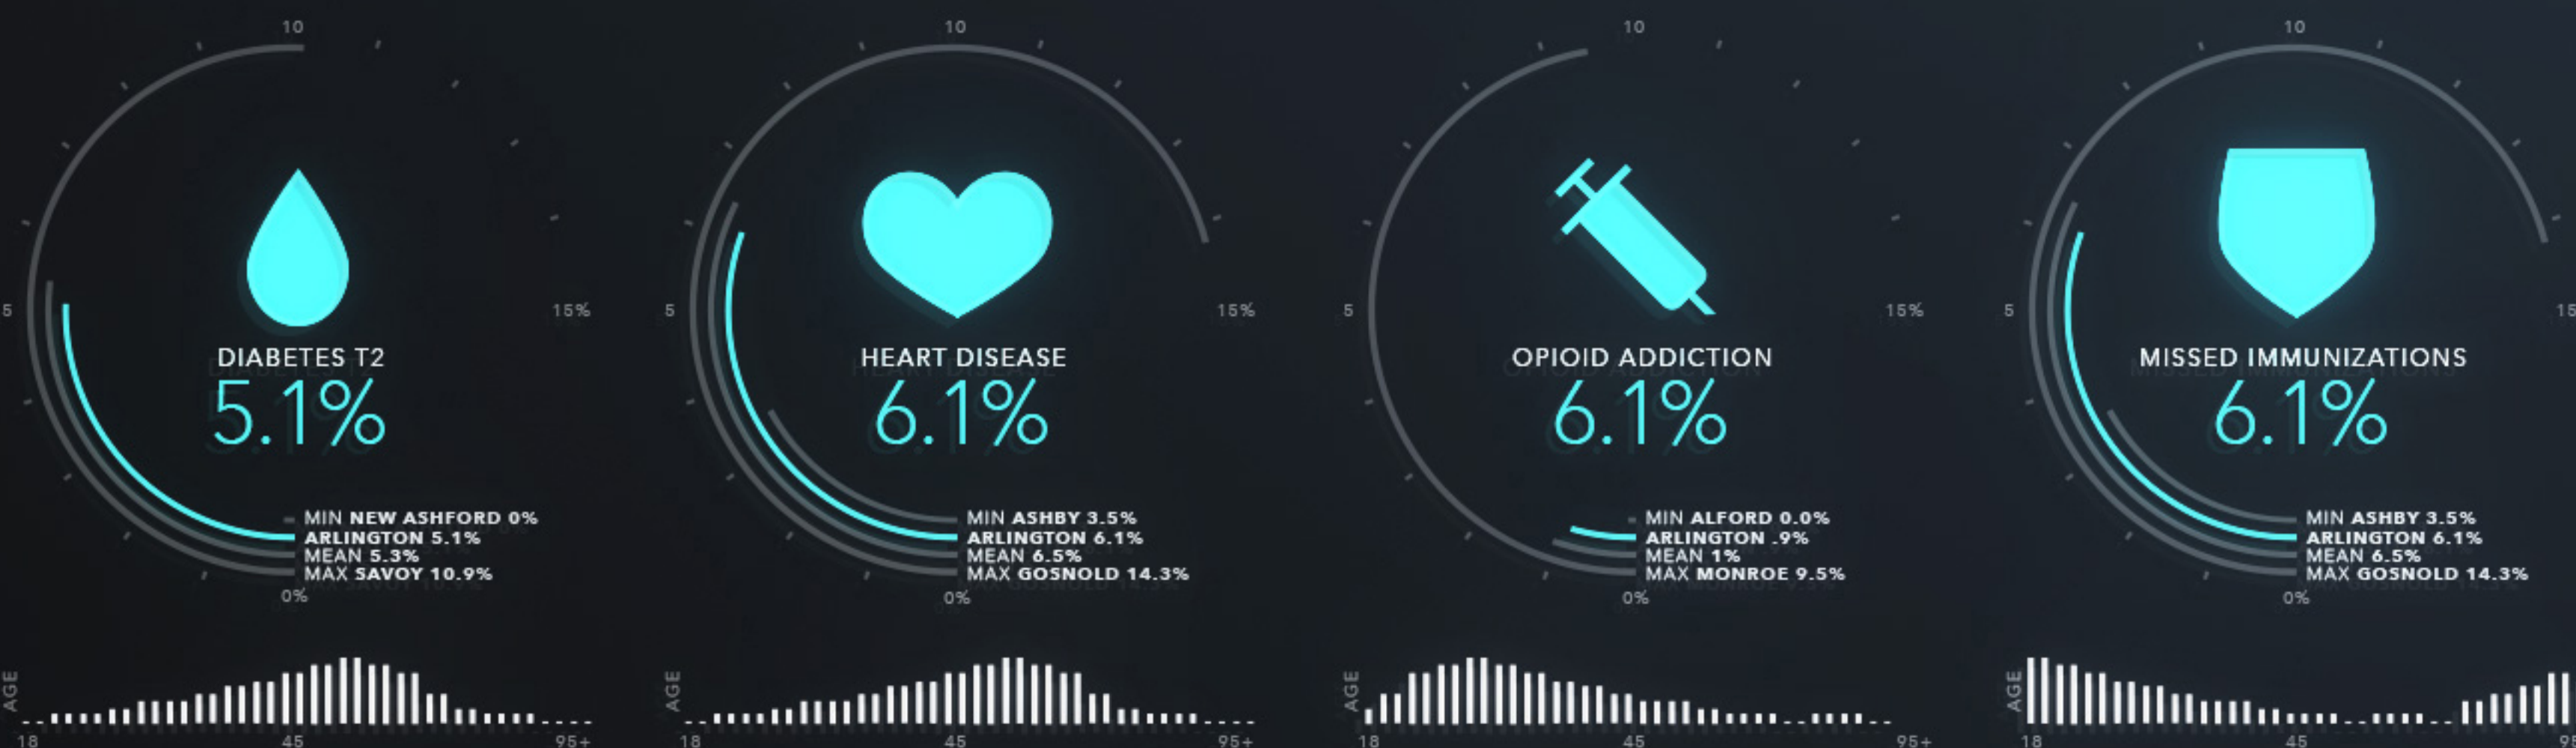 10
5
15%
DIABETES T2
5.1%
MIN NEW ASHFORD 0%
ARLINGTON 5.1%
MEAN 5.3%
MAX SAVOY 10.9%
0%
AGE
18
45
95+
10
5
15%
HEART DISEASE
6.1%
MIN ASHBY 3.5%
ARLINGTON 6.1%
MEAN 6.5%
MAX GOSNOLD 14.3%
0%
AGE
18
45
95+
10
5
15%
OPIOID ADDICTION
6.1%
MIN ALFORD 0.0%
ARLINGTON .9%
MEAN 1%
MAX MONROE 9.5%
0%
AGE
18
45
95+
10
5
15
MISSED IMMUNIZATIONS
6.1%
MIN ASHBY 3.5%
ARLINGTON 6.1%
MEAN 6.5%
MAX GOSNOLD 14.3%
0%
AGE
18
45